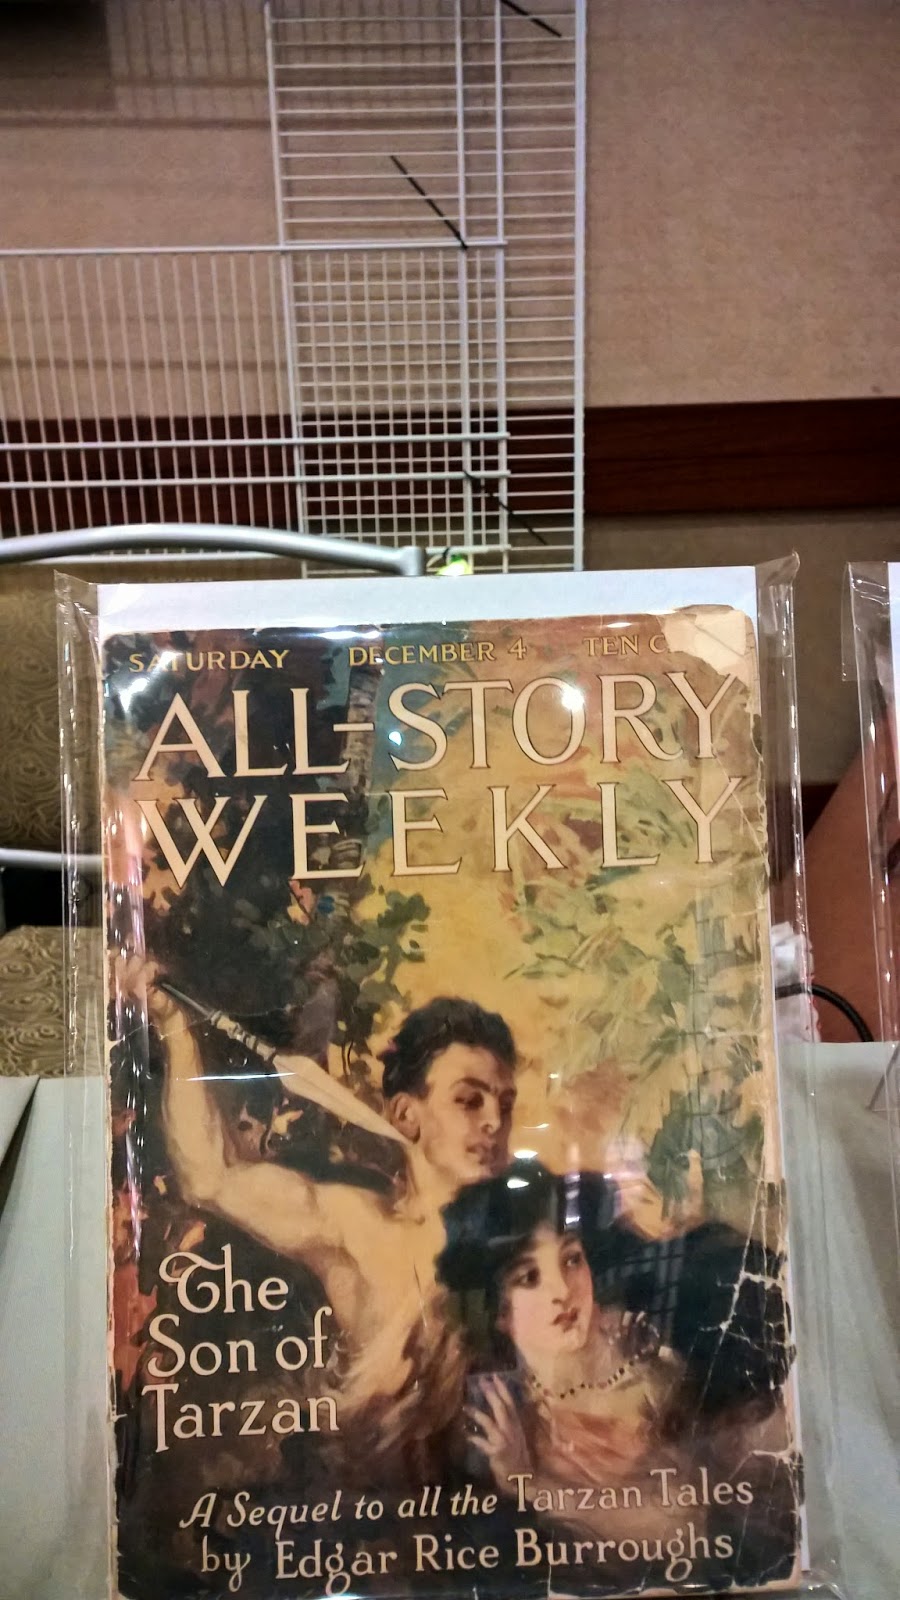 SATURDAY DECEMBER 4 TEN C
ALL-STORY
WEEKLY
The
Son of
Tarzan
A Sequel to all the Tarzan Tales
by Edgar Rice Burroughs